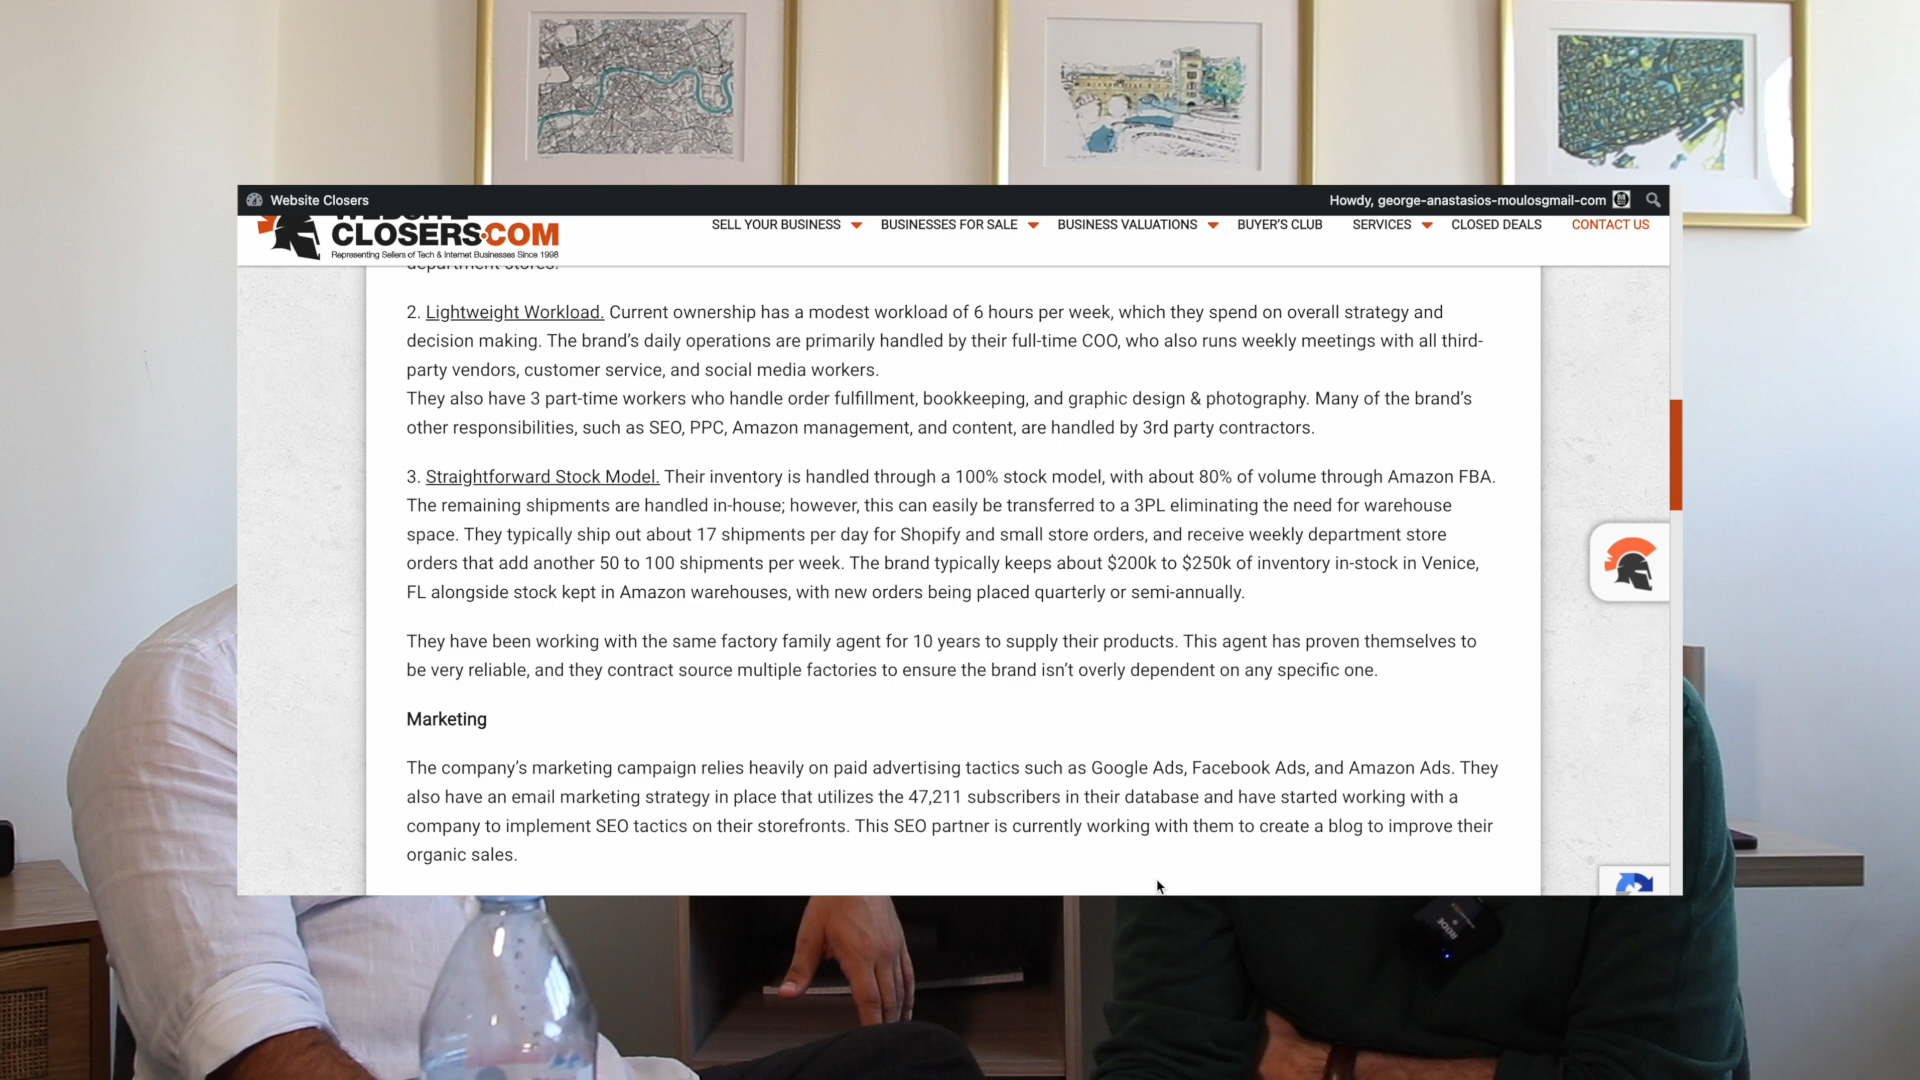 Website Closers
Howdy, george-anastasios-moulosgmail-com
WEBSITE
CLOSERS.COM
Representing Sellers of Tech & Internet Businesses Since 1998
SELL YOUR BUSINESS
BUSINESSES FOR SALE
BUSINESS VALUATIONS
BUYER'S CLUB
SERVICES
CLOSED DEALS
CONTACT US
department stores.
2. Lightweight Workload. Current ownership has a modest workload of 6 hours per week, which they spend on overall strategy and
decision making. The brand’s daily operations are primarily handled by their full-time COO, who also runs weekly meetings with all third-
party vendors, customer service, and social media workers.
They also have 3 part-time workers who handle order fulfillment, bookkeeping, and graphic design & photography. Many of the brand’s
other responsibilities, such as SEO, PPC, Amazon management, and content, are handled by 3rd party contractors.
3. Straightforward Stock Model. Their inventory is handled through a 100% stock model, with about 80% of volume through Amazon FBA.
The remaining shipments are handled in-house; however, this can easily be transferred to a 3PL eliminating the need for warehouse
space. They typically ship out about 17 shipments per day for Shopify and small store orders, and receive weekly department store
orders that add another 50 to 100 shipments per week. The brand typically keeps about $200k to $250k of inventory in-stock in Venice,
FL alongside stock kept in Amazon warehouses, with new orders being placed quarterly or semi-annually.
They have been working with the same factory family agent for 10 years to supply their products. This agent has proven themselves to
be very reliable, and they contract source multiple factories to ensure the brand isn’t overly dependent on any specific one.
Marketing
The company’s marketing campaign relies heavily on paid advertising tactics such as Google Ads, Facebook Ads, and Amazon Ads. They
also have an email marketing strategy in place that utilizes the 47,211 subscribers in their database and have started working with a
company to implement SEO tactics on their storefronts. This SEO partner is currently working with them to create a blog to improve their
organic sales.
RODE